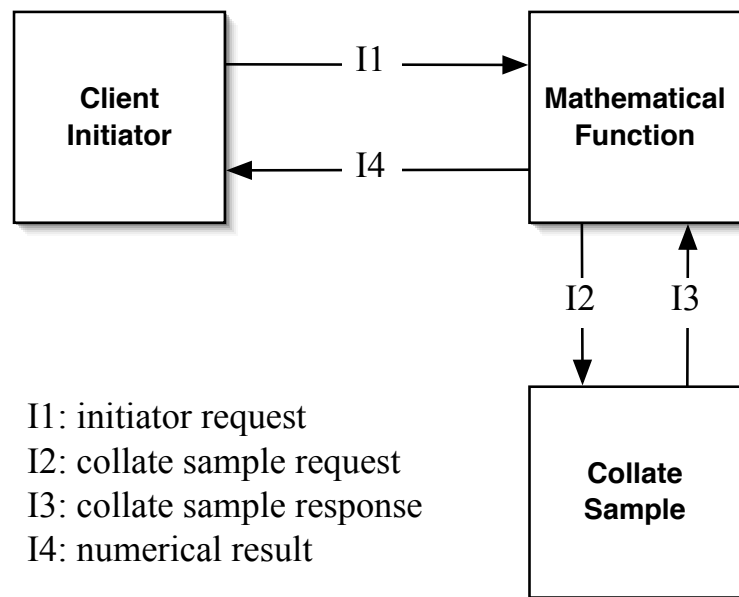 Client
Initiator
I1
I4
Mathematical
Function
I2
I3
Collate
Sample
I1: initiator request
I2: collate sample request
I3: collate sample response
I4: numerical result